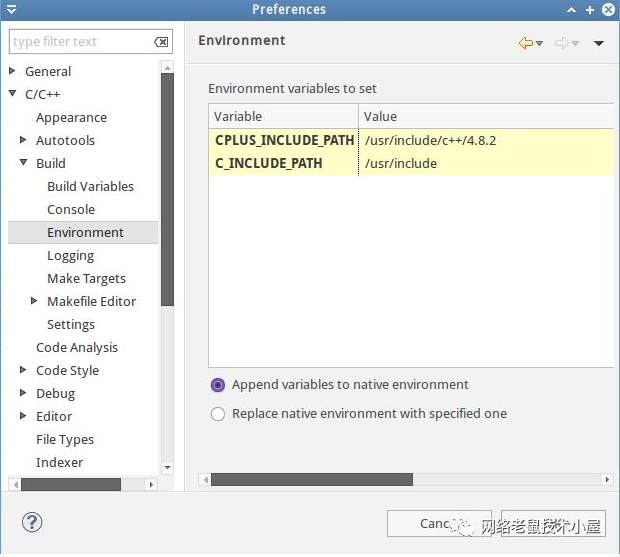 Preferences
type filter text
General
C/C++
Appearance
Autotools
Build
Build Variables
Console
Environment
Logging
Make Targets
Makefile Editor
Settings
Code Analysis
Code Style
Debug
Editor
File Types
Indexer
Environment
Environment variables to set
Variable Value
CPLUS_INCLUDE_PATH /usr/include/c++/4.8.2
C_INCLUDE_PATH /usr/include
Append variables to native environment
Replace native environment with specified one
?
网络老鼠技术小屋